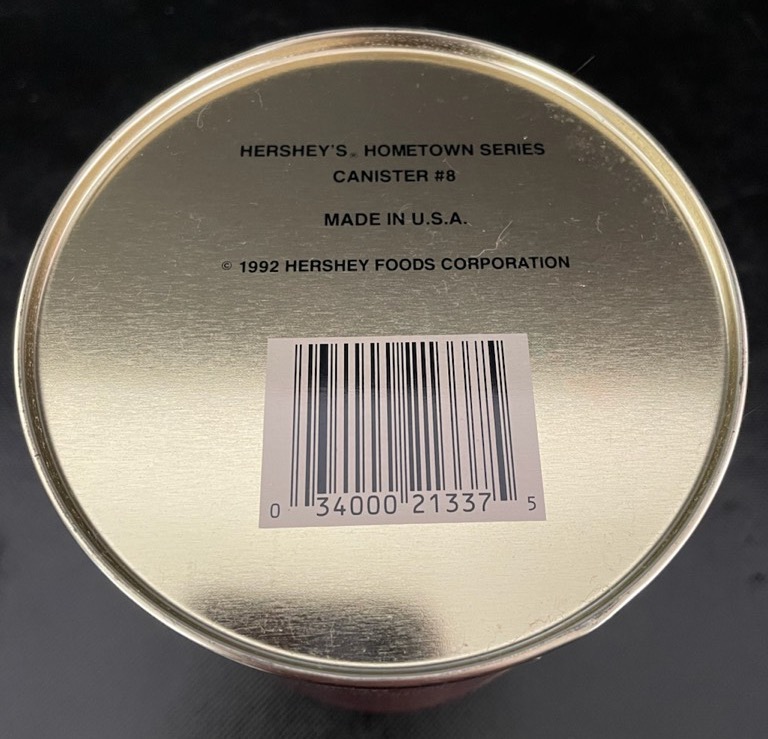 HERSHEY'S® HOMETOWN SERIES
CANISTER #8
MADE IN U.S.A.
© 1992 HERSHEY FOODS CORPORATION
0 34000 21337 5